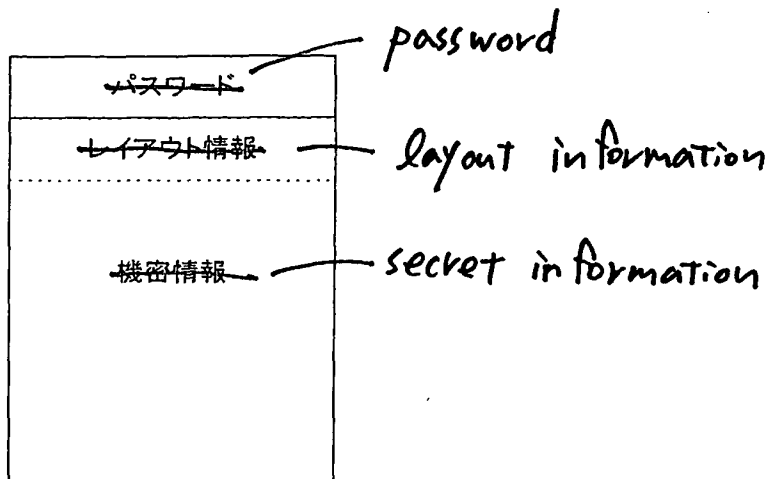 password
パスワード
レイアウト情報
layout information
機密情報
secret information